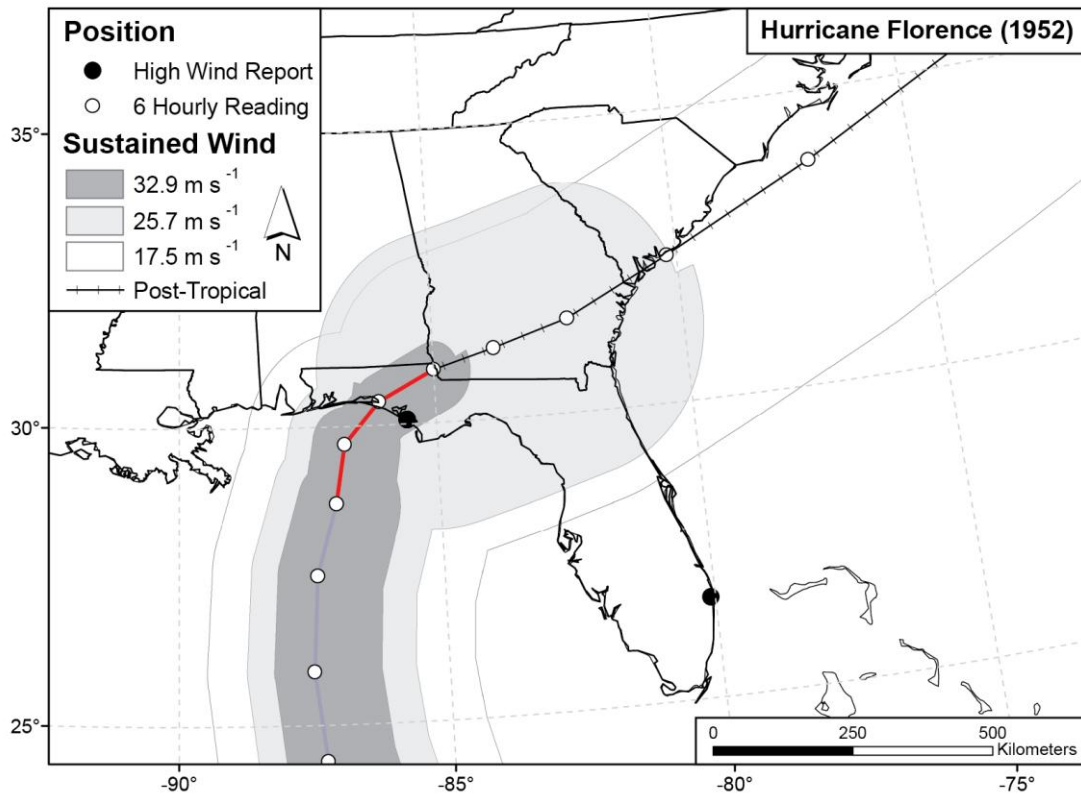 Hurricane Florence (1952)
Position
High Wind Report
6 Hourly Reading
Sustained Wind
32.9 m s -1
25.7 m s -1
17.5 m s -1
Post-Tropical
N
35°
30°
25°
0 250 500
Kilometers
-90° -85° -80° -75°